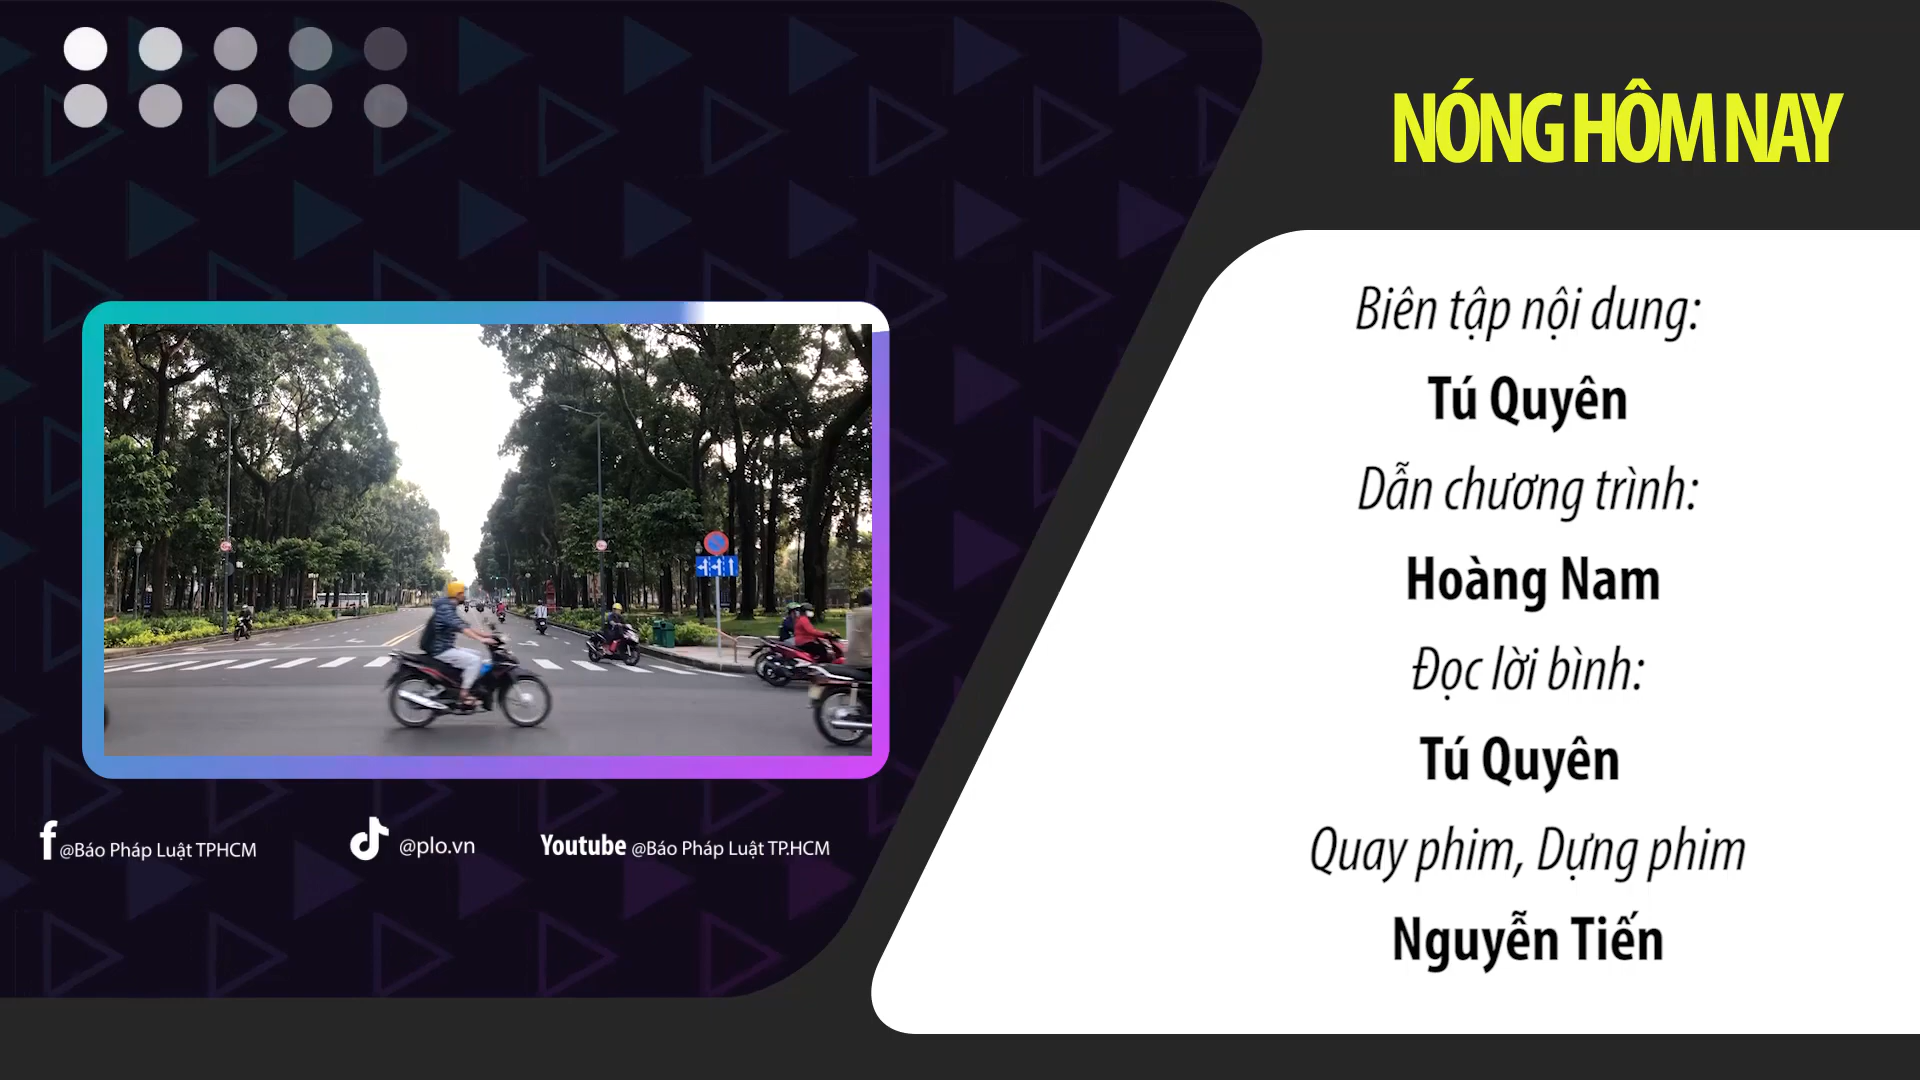 NÓNG HÔM NAY
Biên tập nội dung:
Tú Quyên
Dẫn chương trình:
Hoàng Nam
Đọc lời bình:
Tú Quyên
Quay phim, Dựng phim
Nguyễn Tiến
f @Báo Pháp Luật TPHCM
@plo.vn
Youtube @Báo Pháp Luật TP.HCM